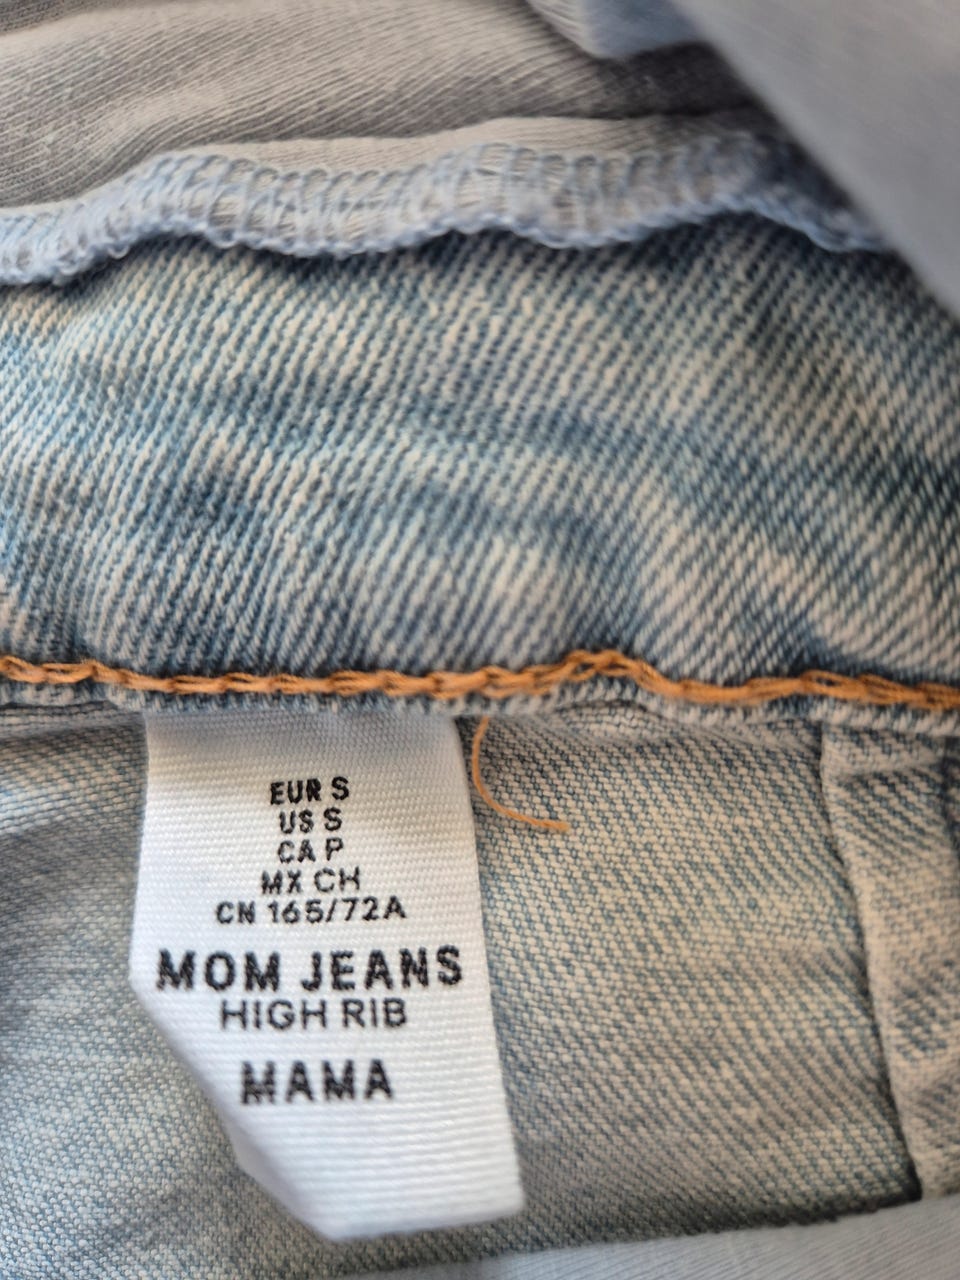 EUR S
US S
CA P
MX CH
CN 165/72A
MOM JEANS
HIGH RIB
MAMA